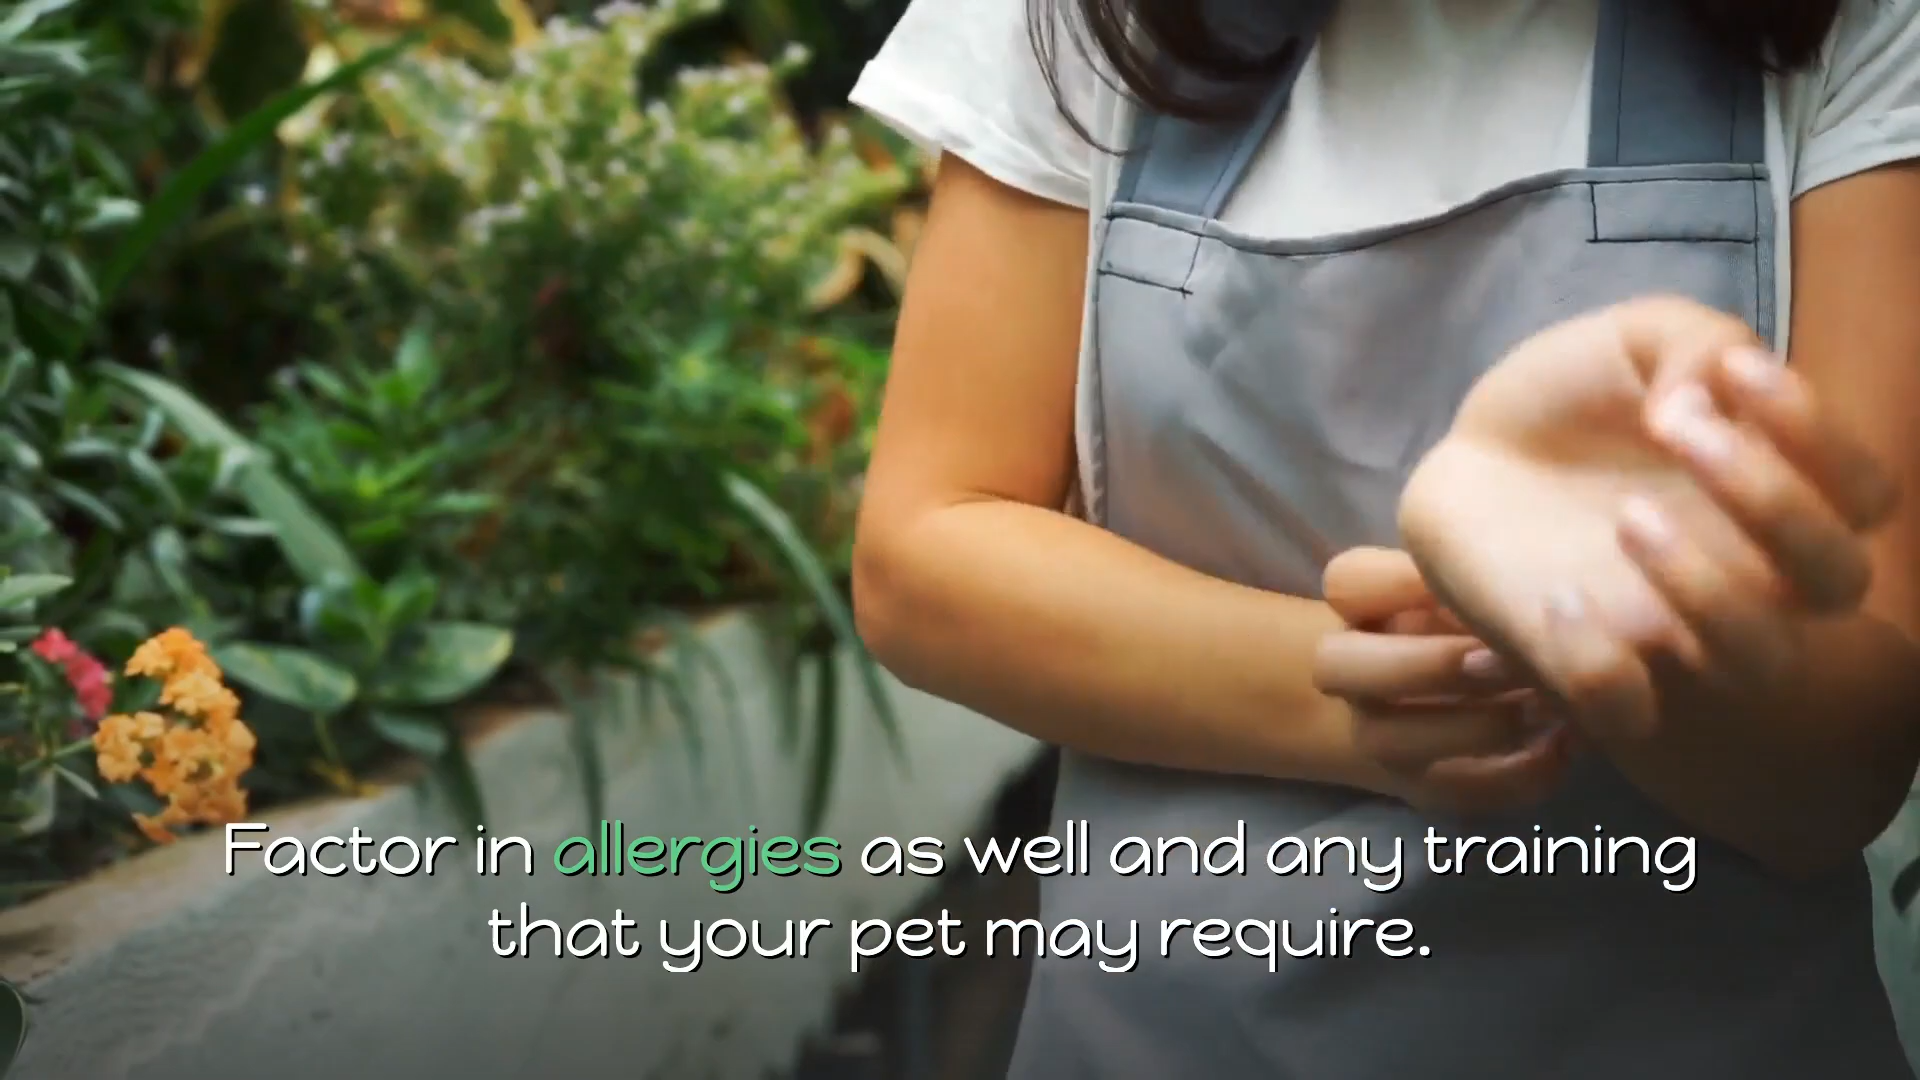 Factor in allergies as well and any training
that your pet may require.